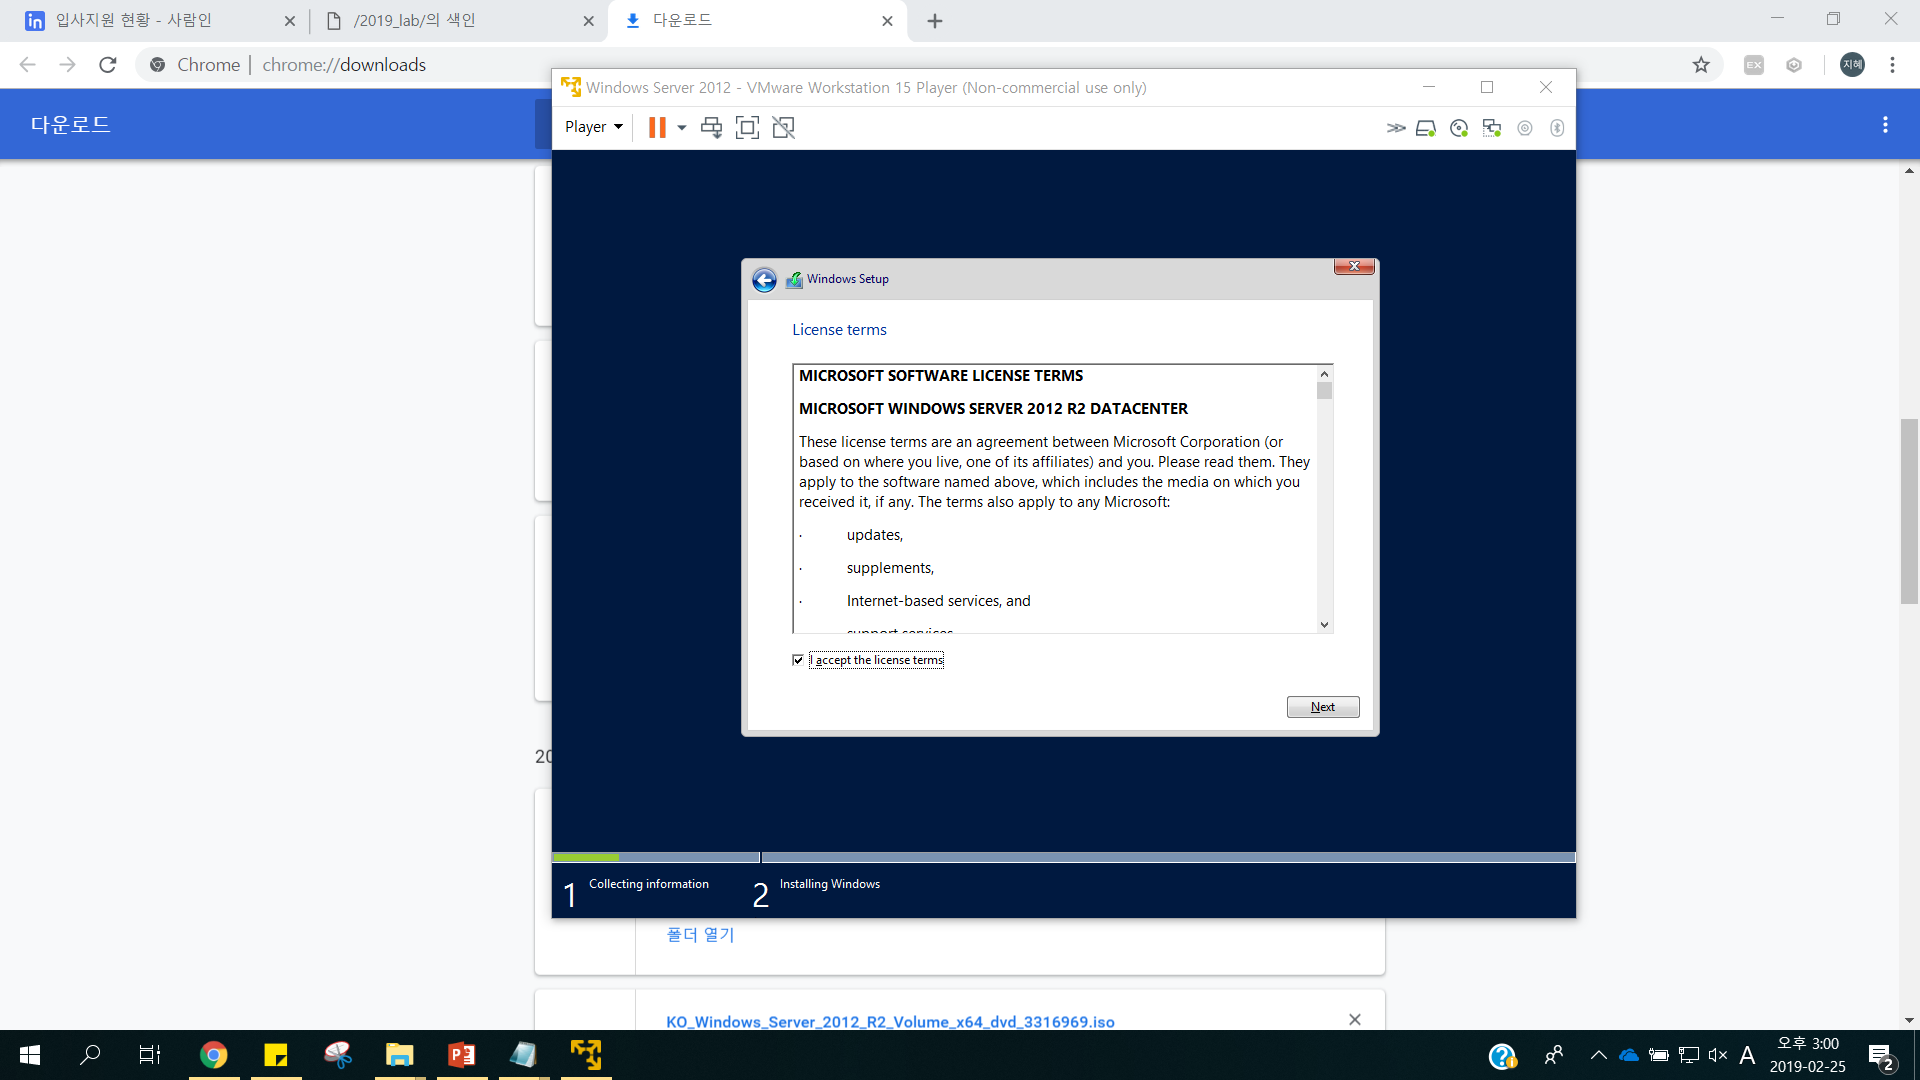 입사지원 현황 - 사람인
/2019_lab/의 색인
다운로드
Chrome | chrome://downloads
EX
지혜
다운로드
Windows Server 2012 - VMware Workstation 15 Player (Non-commercial use only)
Player
Windows Setup
License terms
MICROSOFT SOFTWARE LICENSE TERMS
MICROSOFT WINDOWS SERVER 2012 R2 DATACENTER
These license terms are an agreement between Microsoft Corporation (or
based on where you live, one of its affiliates) and you. Please read them. They
apply to the software named above, which includes the media on which you
received it, if any. The terms also apply to any Microsoft:
· updates,
· supplements,
· Internet-based services, and
support services
I accept the license terms
Next
20
1 Collecting information
2 Installing Windows
폴더 열기
KO_Windows_Server_2012_R2_Volume_x64_dvd_3316969.iso
A
오후 3:00
2019-02-25
2